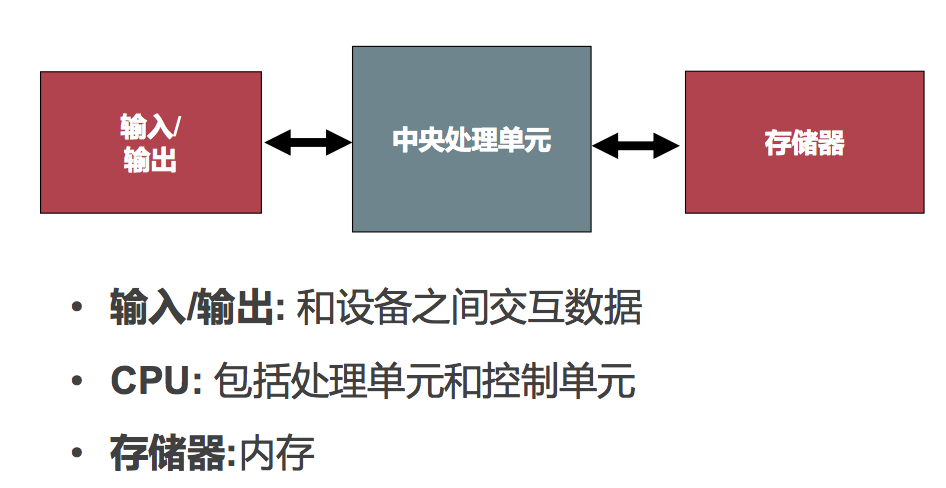 输入/
输出
中央处理单元
存储器
• 输入/输出: 和设备之间交互数据
• CPU: 包括处理单元和控制单元
• 存储器:内存